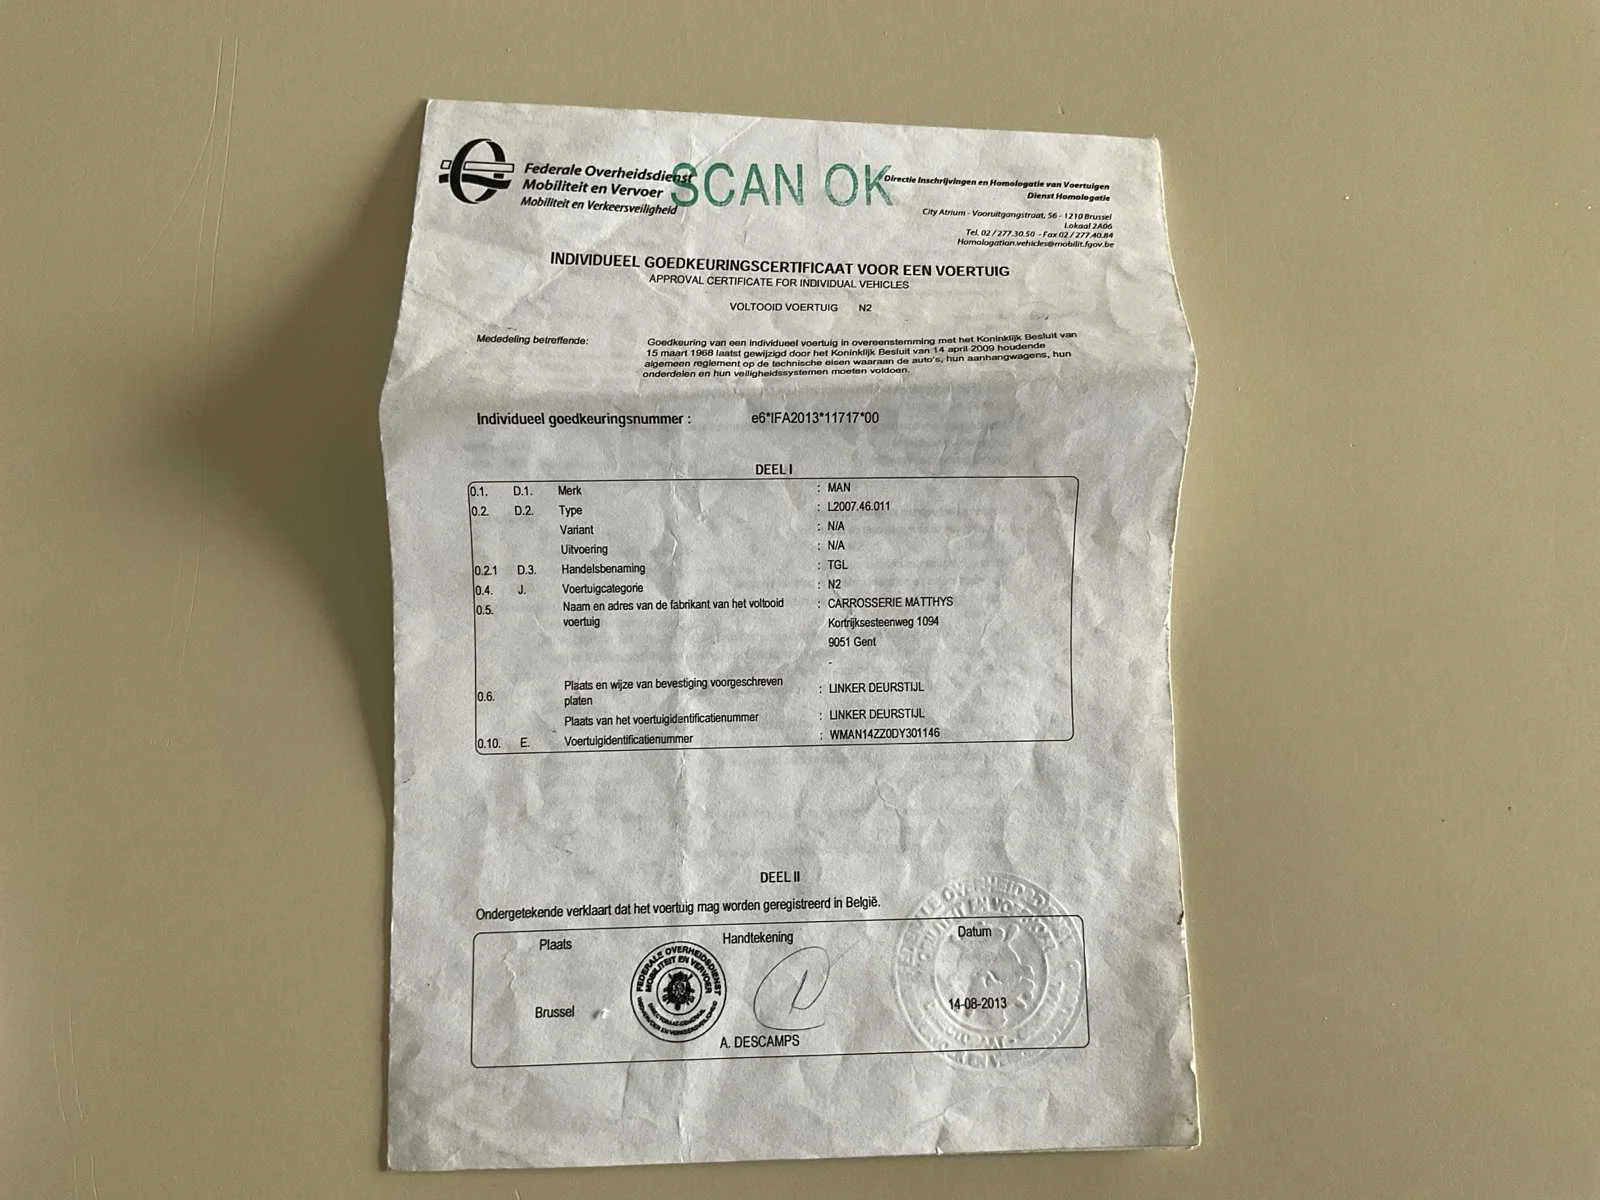 Federale Overheidsdienst
Mobiliteit en Vervoer
Mobiliteit en Verkeersveiligheid
SCAN OK
Directie Inschrijvingen en Homologatie van Voertuigen
Dienst Homologatie
City Atrium - Vooruitgangstraat, 56 - 1210 Brussel
Lokaal 2A06
Tel. 02 / 277.30.50 - Fax 02 / 277.40.84
Homologation.vehicles@mobilit.fgov.be
INDIVIDUEEL GOEDKEURINGSCERTIFICAAT VOOR EEN VOERTUIG
APPROVAL CERTIFICATE FOR INDIVIDUAL VEHICLES
VOLTOOID VOERTUIG N2
Mededeling betreffende: Goedkeuring van een individueel voertuig in overeenstemming met het Koninklijk Besluit van
15 maart 1968 laatst gewijzigd door het Koninklijk Besluit van 14 april 2009 houdende
algemeen reglement op de technische eisen waaraan de auto's, hun aanhangwagens, hun
onderdelen en hun veiligheidssystemen moeten voldoen.
Individueel goedkeuringsnummer : e6*IFA2013*11717*00
DEEL I
0.1. D.1. Merk : MAN
0.2. D.2. Type : L2007.46.011
Variant : N/A
Uitvoering : N/A
0.2.1 D.3. Handelsbenaming : TGL
0.4. J. Voertuigcategorie : N2
0.5. Naam en adres van de fabrikant van het voltooid : CARROSSERIE MATTHYS
voertuig Kortrijksesteenweg 1094
9051 Gent
-
0.6. Plaats en wijze van bevestiging voorgeschreven : LINKER DEURSTIJL
platen
Plaats van het voertuigidentificatienummer : LINKER DEURSTIJL
0.10. E. Voertuigidentificatienummer : WMAN14ZZ0DY301146
DEEL II
Ondergetekende verklaart dat het voertuig mag worden geregistreerd in België.
Plaats Handtekening Datum
FEDERALE OVERHEIDSDIENST
MOBILITEIT EN VERVOER
Brussel 14-08-2013
A. DESCAMPS